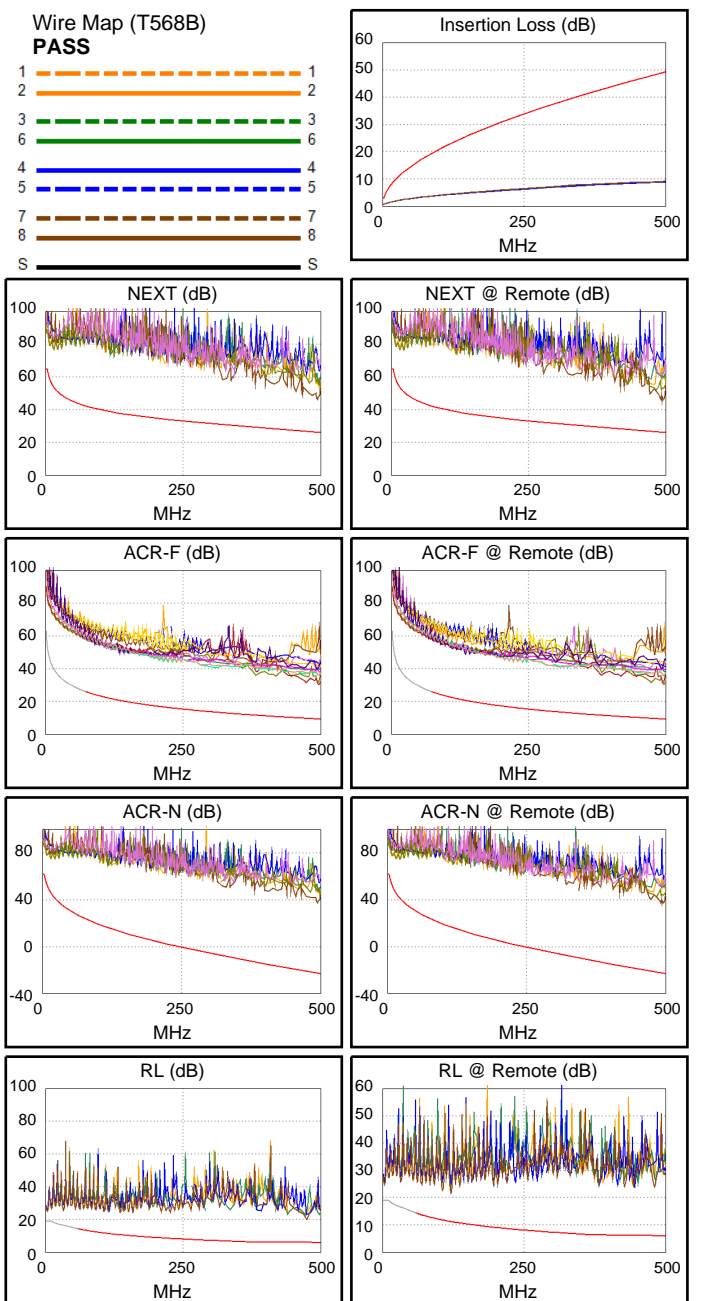 Wire Map (T568B)
PASS
1 1
2 2
3 3
6 6
4 4
5 5
7 7
8 8
S S
Insertion Loss (dB)
60
50
40
30
20
10
0
0 250 500
MHz
NEXT (dB)
100
80
60
40
20
0
0 250 500
MHz
NEXT @ Remote (dB)
100
80
60
40
20
0
0 250 500
MHz
ACR-F (dB)
100
80
60
40
20
0
0 250 500
MHz
ACR-F @ Remote (dB)
100
80
60
40
20
0
0 250 500
MHz
ACR-N (dB)
80
40
0
-40
0 250 500
MHz
ACR-N @ Remote (dB)
80
40
0
-40
0 250 500
MHz
RL (dB)
100
80
60
40
20
0
0 250 500
MHz
RL @ Remote (dB)
60
50
40
30
20
10
0
0 250 500
MHz